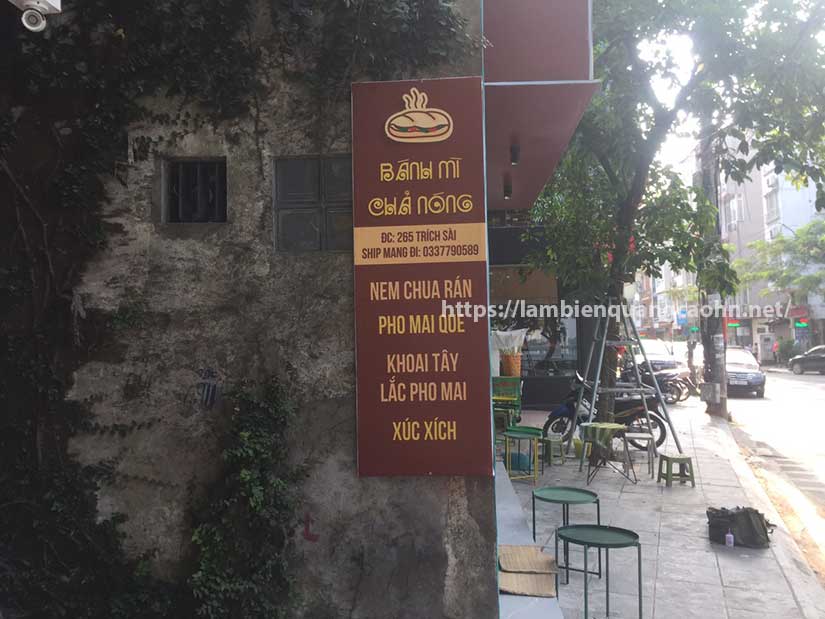 BÁNH MÌ
CHẢ NÓNG
ĐC: 265 TRÍCH SÀI
SHIP MANG ĐI: 0337790589
NEM CHUA RÁN
https://lambienquangcaohn.net/
PHO MAI QUE
KHOAI TÂY
LẮC PHO MAI
XÚC XÍCH